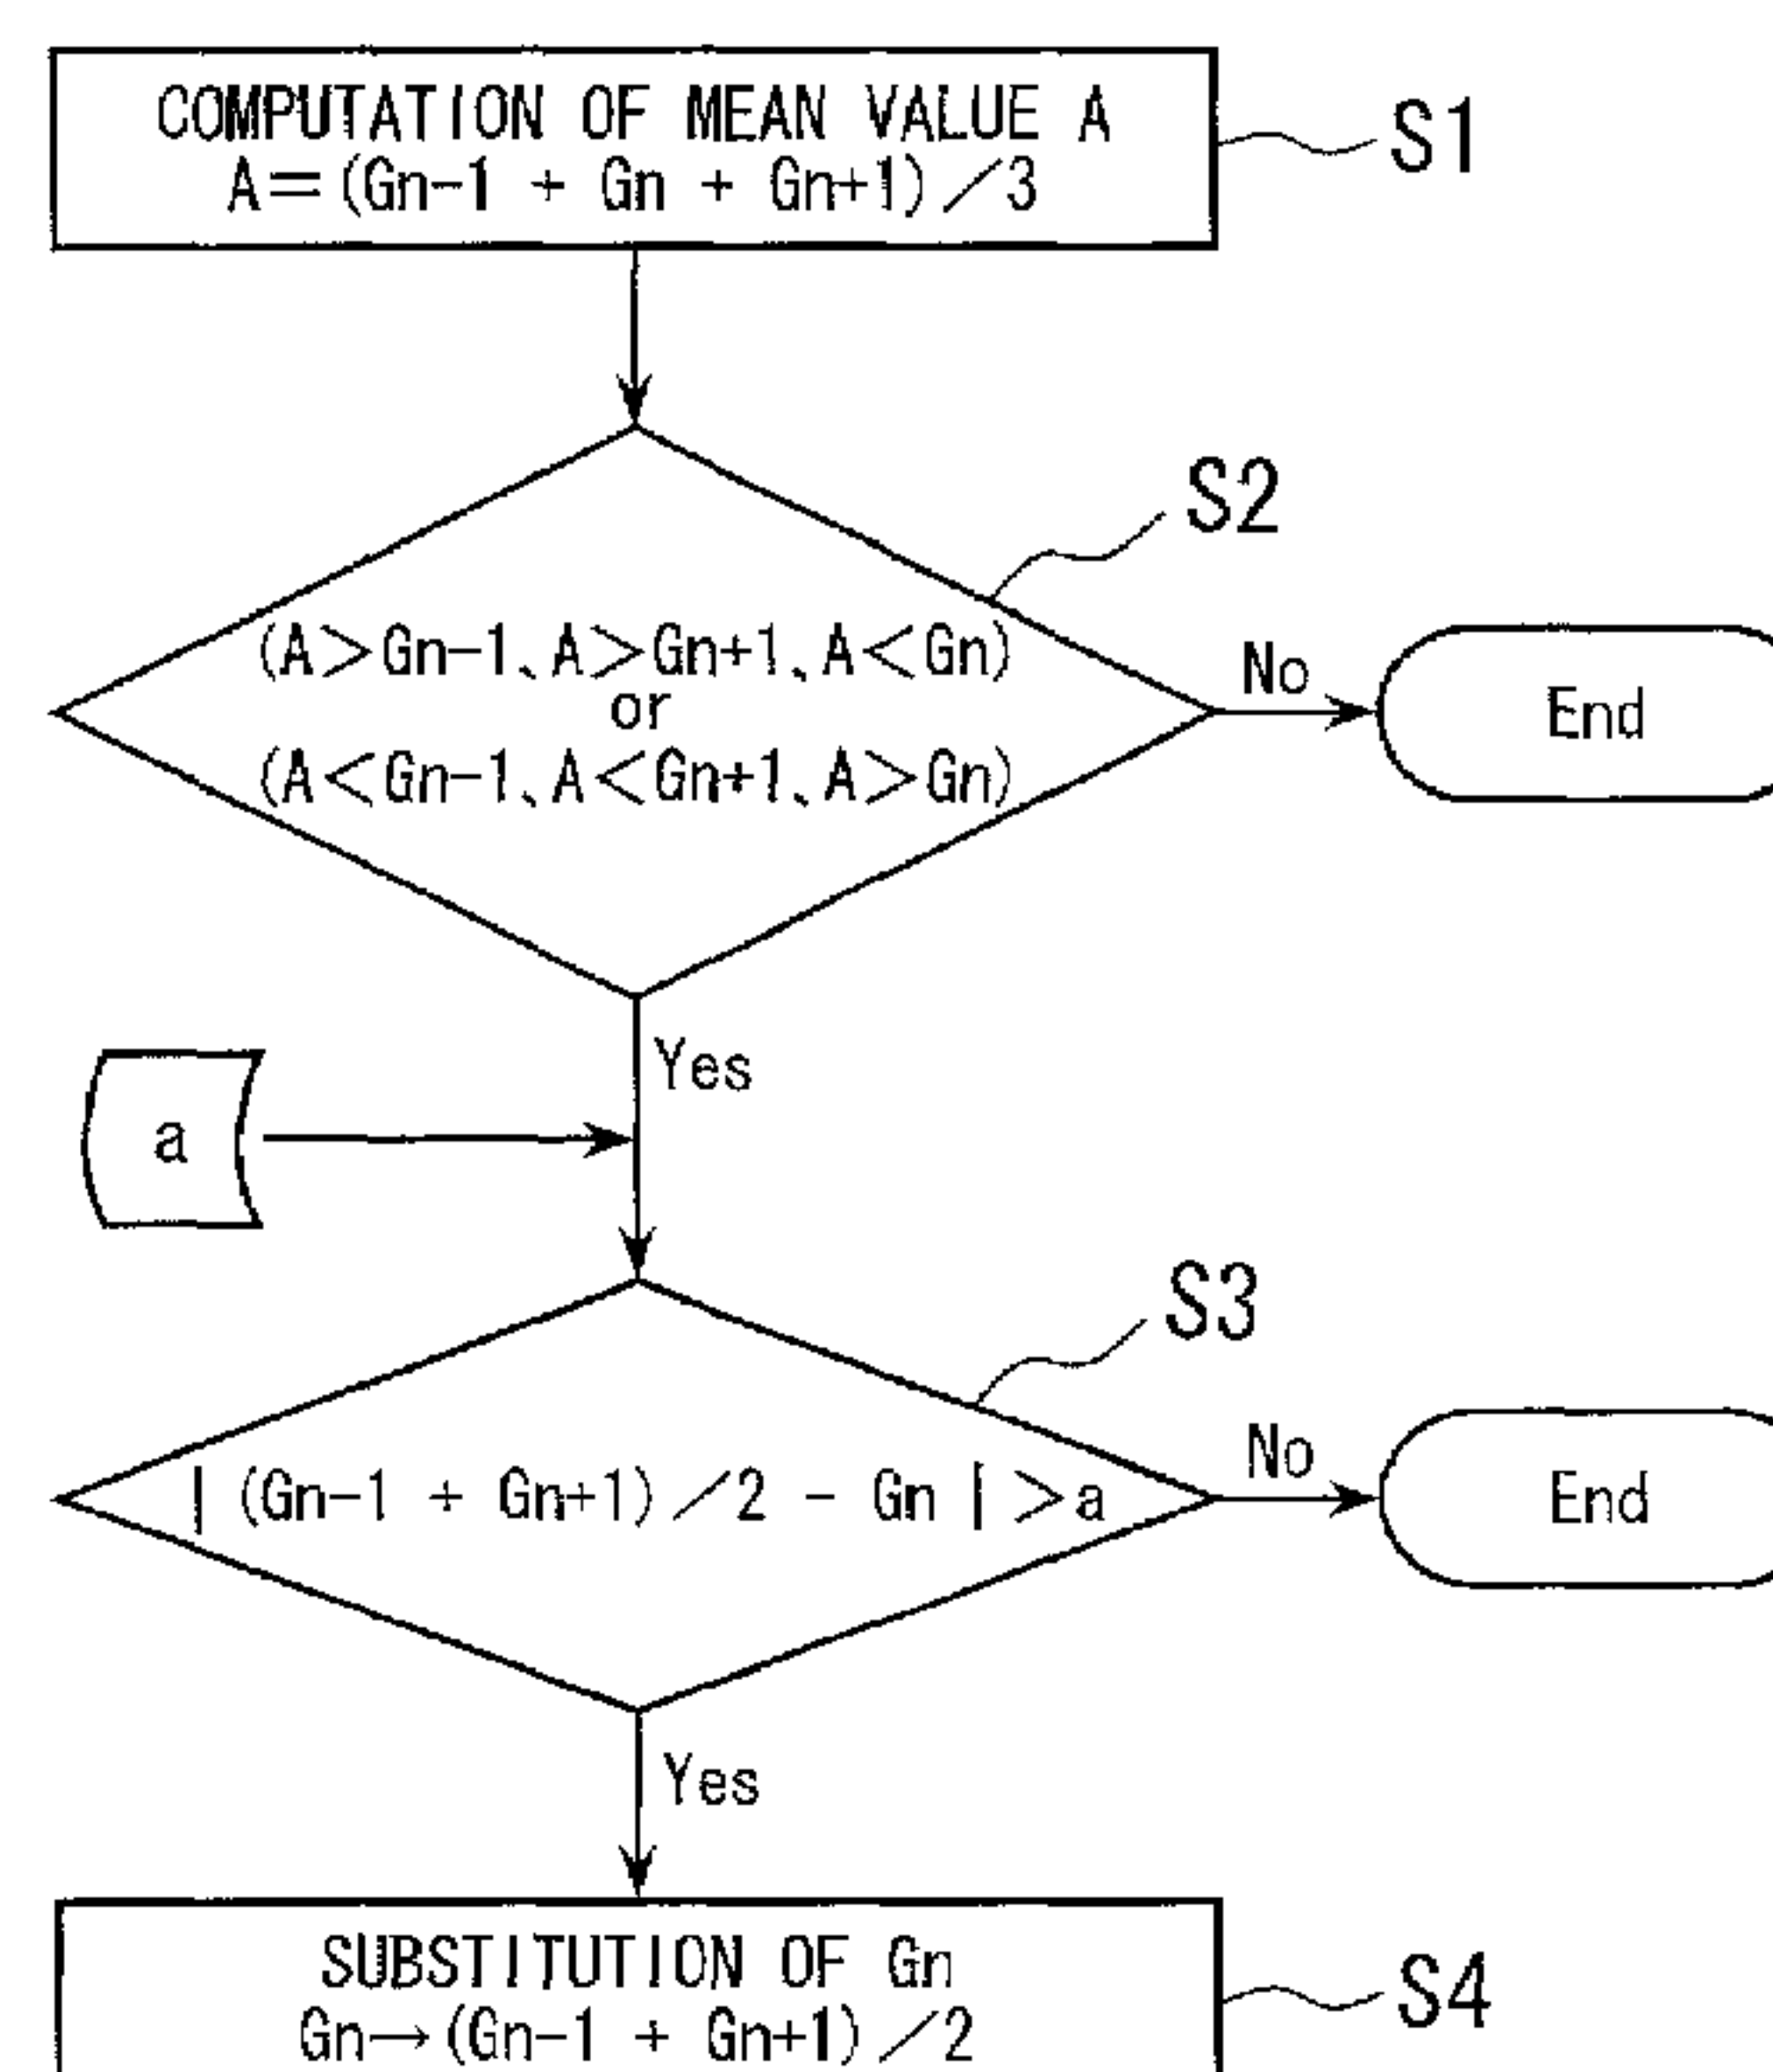 COMPUTATION OF MEAN VALUE A
A=(Gn-1 + Gn + Gn+1)／3
S1
S2
(A>Gn-1、A>Gn+1、A<Gn)
or
(A<Gn-1、A<Gn+1、A>Gn)
No
End
Yes
a
S3
| (Gn-1 + Gn+1)／2 - Gn |>a
No
End
Yes
SUBSTITUTION OF Gn
Gn→(Gn-1 + Gn+1)／2
S4